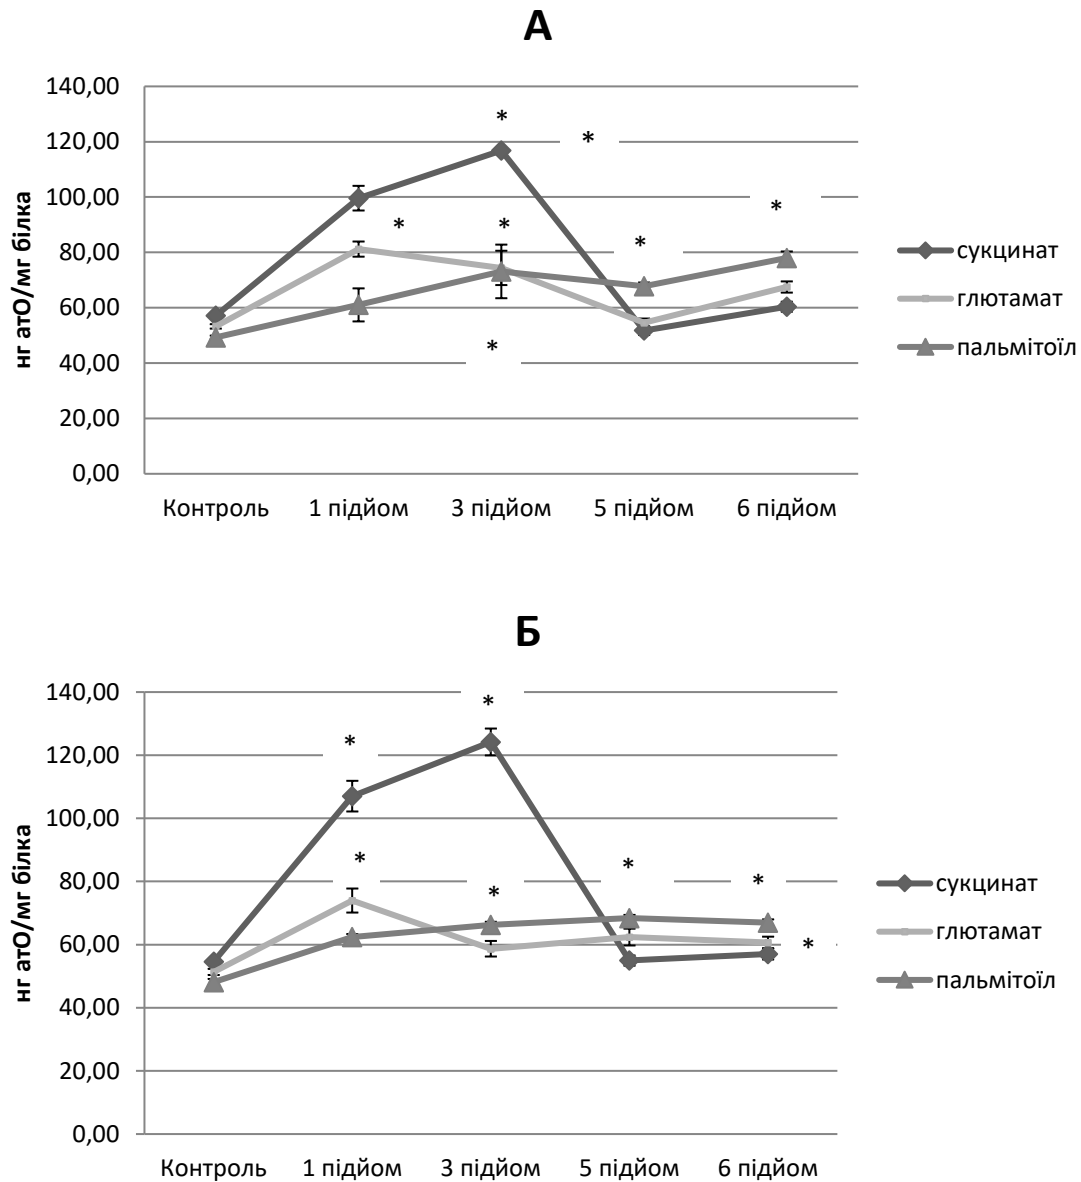 А
нг атО/мг білка
140,00
120,00
100,00
80,00
60,00
40,00
20,00
0,00
*
*
*
*
*
*
*
Контроль 1 підйом 3 підйом 5 підйом 6 підйом
сукцинат
глютамат
пальмітоїл
Б
нг атО/мг білка
140,00
120,00
100,00
80,00
60,00
40,00
20,00
0,00
*
*
*
*
*
*
*
Контроль 1 підйом 3 підйом 5 підйом 6 підйом
сукцинат
глютамат
пальмітоїл